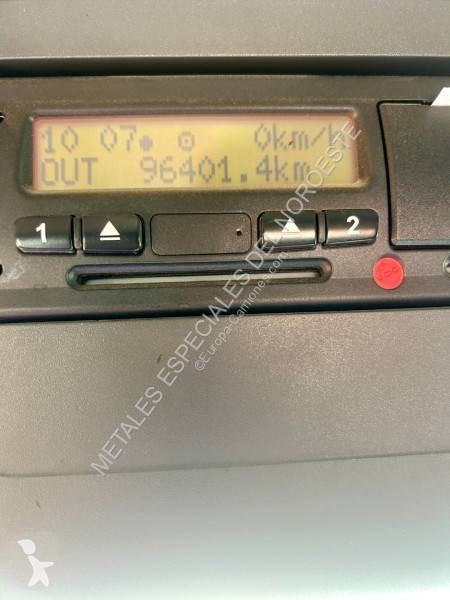 10 07 0km/h
OUT 96401.4km
1 2
METALES ESPECIALES DEL NOROESTE
©Europa-Camiones.com